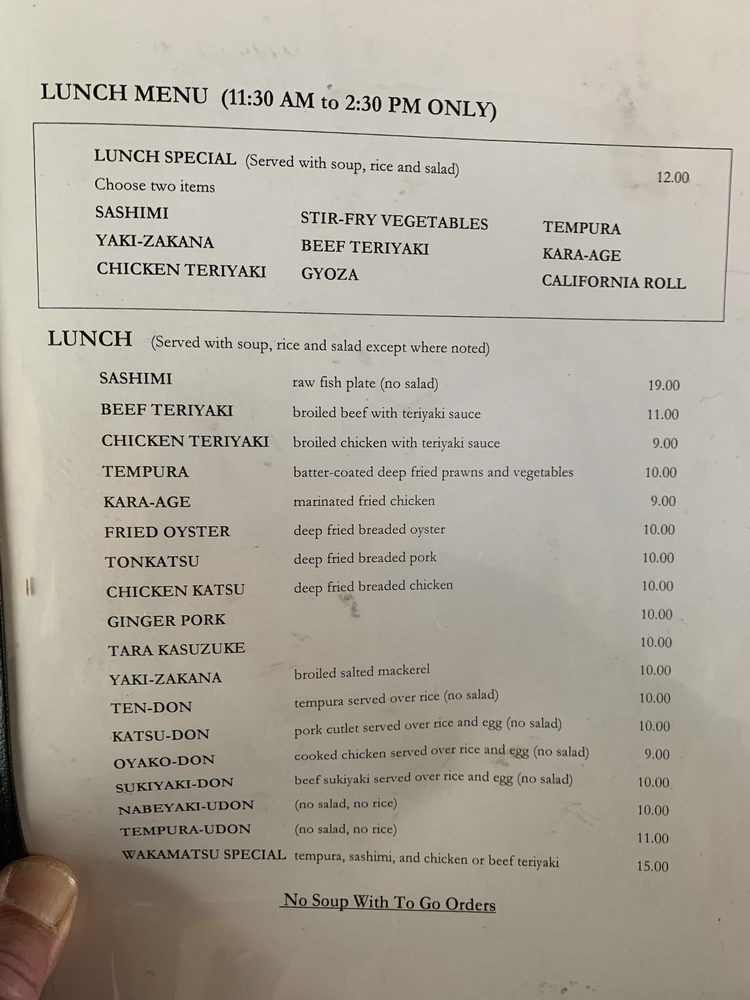 LUNCH MENU (11:30 AM to 2:30 PM ONLY)
LUNCH SPECIAL (Served with soup, rice and salad) 12.00
Choose two items
SASHIMI STIR-FRY VEGETABLES TEMPURA
YAKI-ZAKANA BEEF TERIYAKI KARA-AGE
CHICKEN TERIYAKI GYOZA CALIFORNIA ROLL
LUNCH (Served with soup, rice and salad except where noted)
SASHIMI raw fish plate (no salad) 19.00
BEEF TERIYAKI broiled beef with teriyaki sauce 11.00
CHICKEN TERIYAKI broiled chicken with teriyaki sauce 9.00
TEMPURA batter-coated deep fried prawns and vegetables 10.00
KARA-AGE marinated fried chicken 9.00
FRIED OYSTER deep fried breaded oyster 10.00
TONKATSU deep fried breaded pork 10.00
CHICKEN KATSU deep fried breaded chicken 10.00
GINGER PORK 10.00
TARA KASUZUKE 10.00
YAKI-ZAKANA broiled salted mackerel 10.00
TEN-DON tempura served over rice (no salad) 10.00
KATSU-DON pork cutlet served over rice and egg (no salad) 10.00
OYAKO-DON cooked chicken served over rice and egg (no salad) 9.00
SUKIYAKI-DON beef sukiyaki served over rice and egg (no salad) 10.00
NABEYAKI-UDON (no salad, no rice) 10.00
TEMPURA-UDON (no salad, no rice) 11.00
WAKAMATSU SPECIAL tempura, sashimi, and chicken or beef teriyaki 15.00
No Soup With To Go Orders